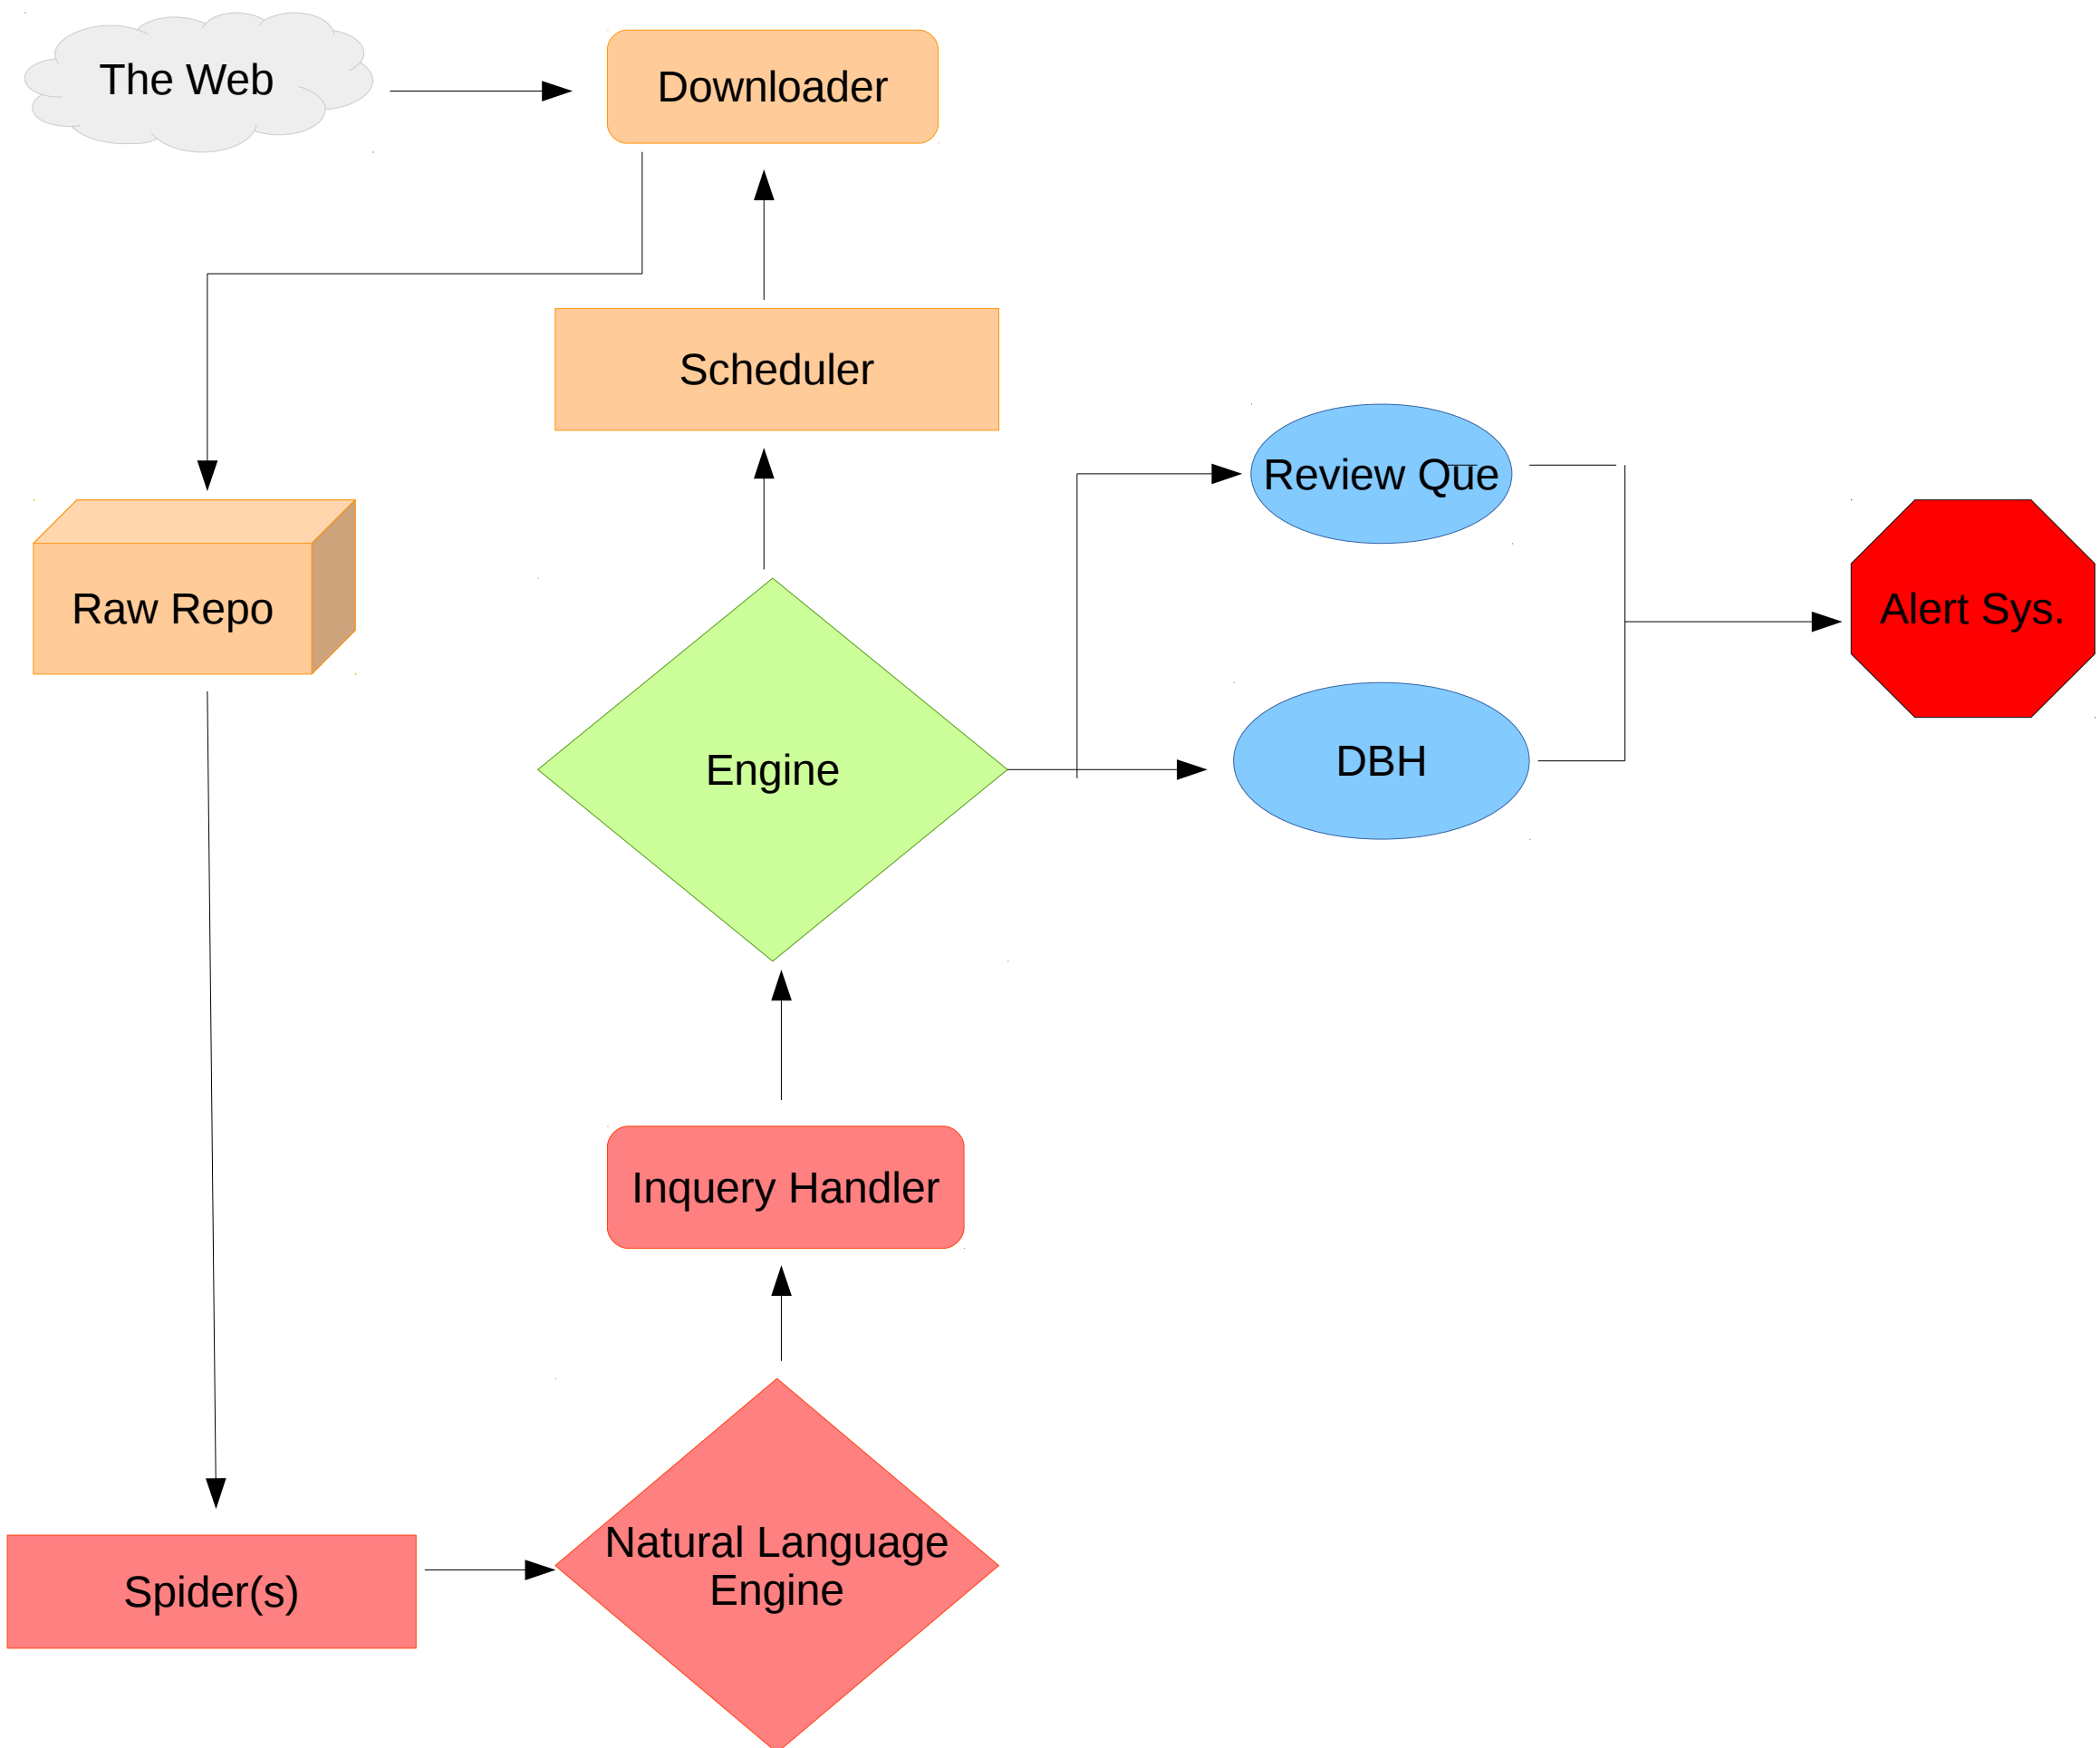 The Web
Downloader
Scheduler
Review Que
Raw Repo
Alert Sys.
Engine
DBH
Inquery Handler
Natural Language
Engine
Spider(s)